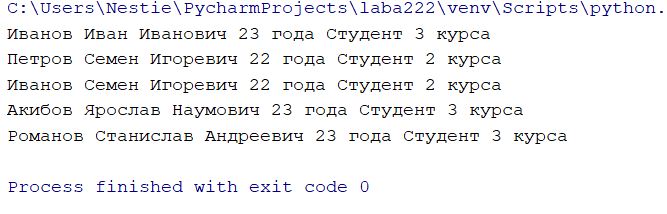 C:\Users\Nestie\PycharmProjects\laba222\venv\Scripts\python.
Иванов Иван Иванович 23 года Студент 3 курса
Петров Семен Игоревич 22 года Студент 2 курса
Иванов Семен Игоревич 22 года Студент 2 курса
Акибов Ярослав Наумович 23 года Студент 3 курса
Романов Станислав Андреевич 23 года Студент 3 курса
Process finished with exit code 0